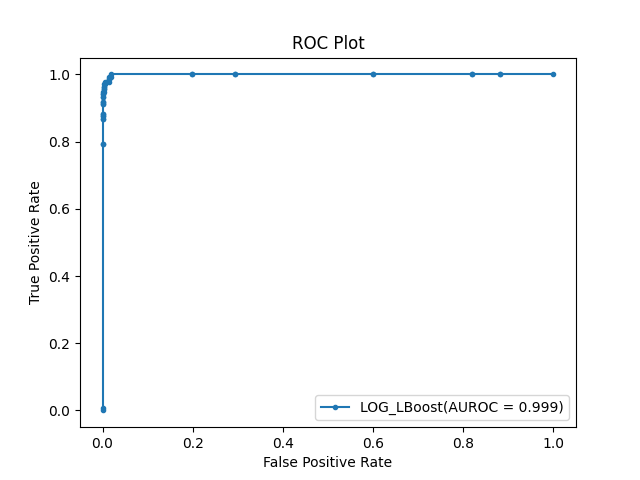 ROC Plot
1.0
0.8
0.6
0.4
0.2
0.0
True Positive Rate
LOG_LBoost(AUROC = 0.999)
0.0 0.2 0.4 0.6 0.8 1.0
False Positive Rate